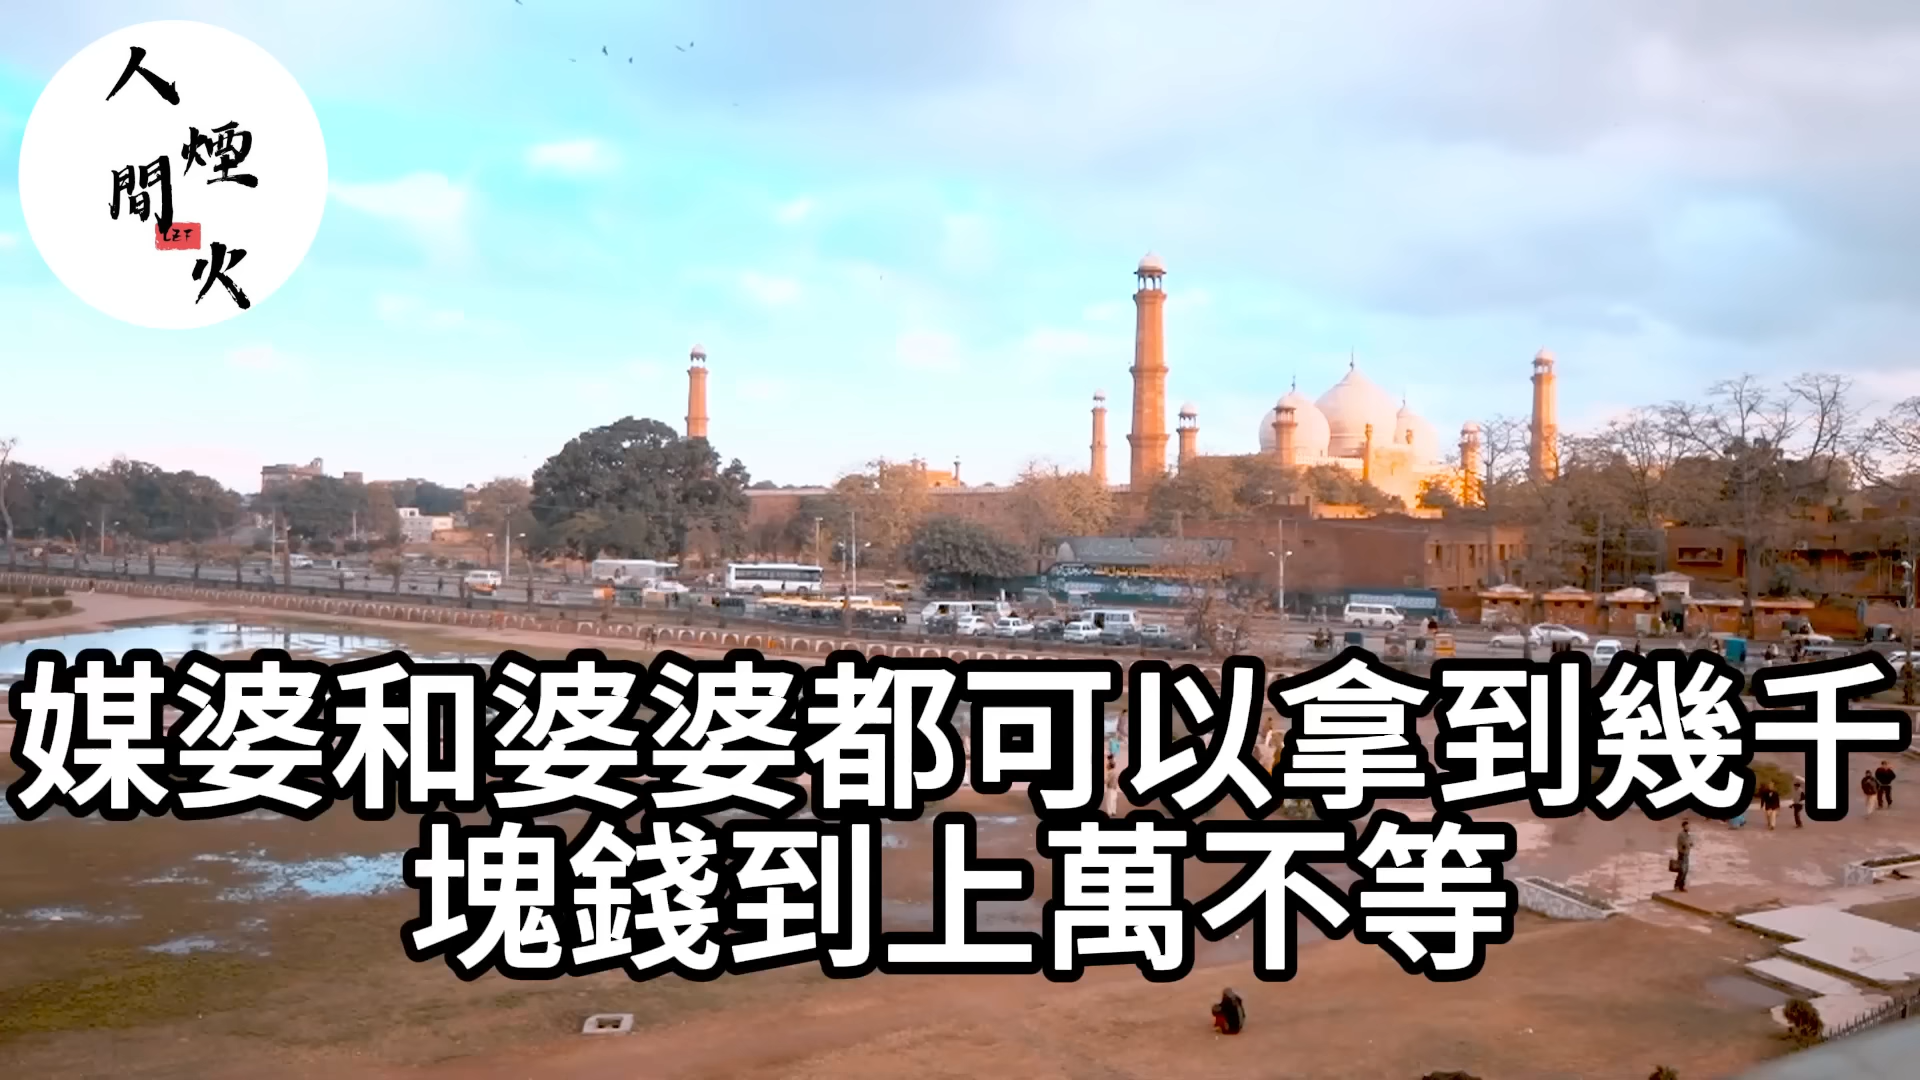 人間煙火
LZF
媒婆和婆婆都可以拿到幾千
塊錢到上萬不等